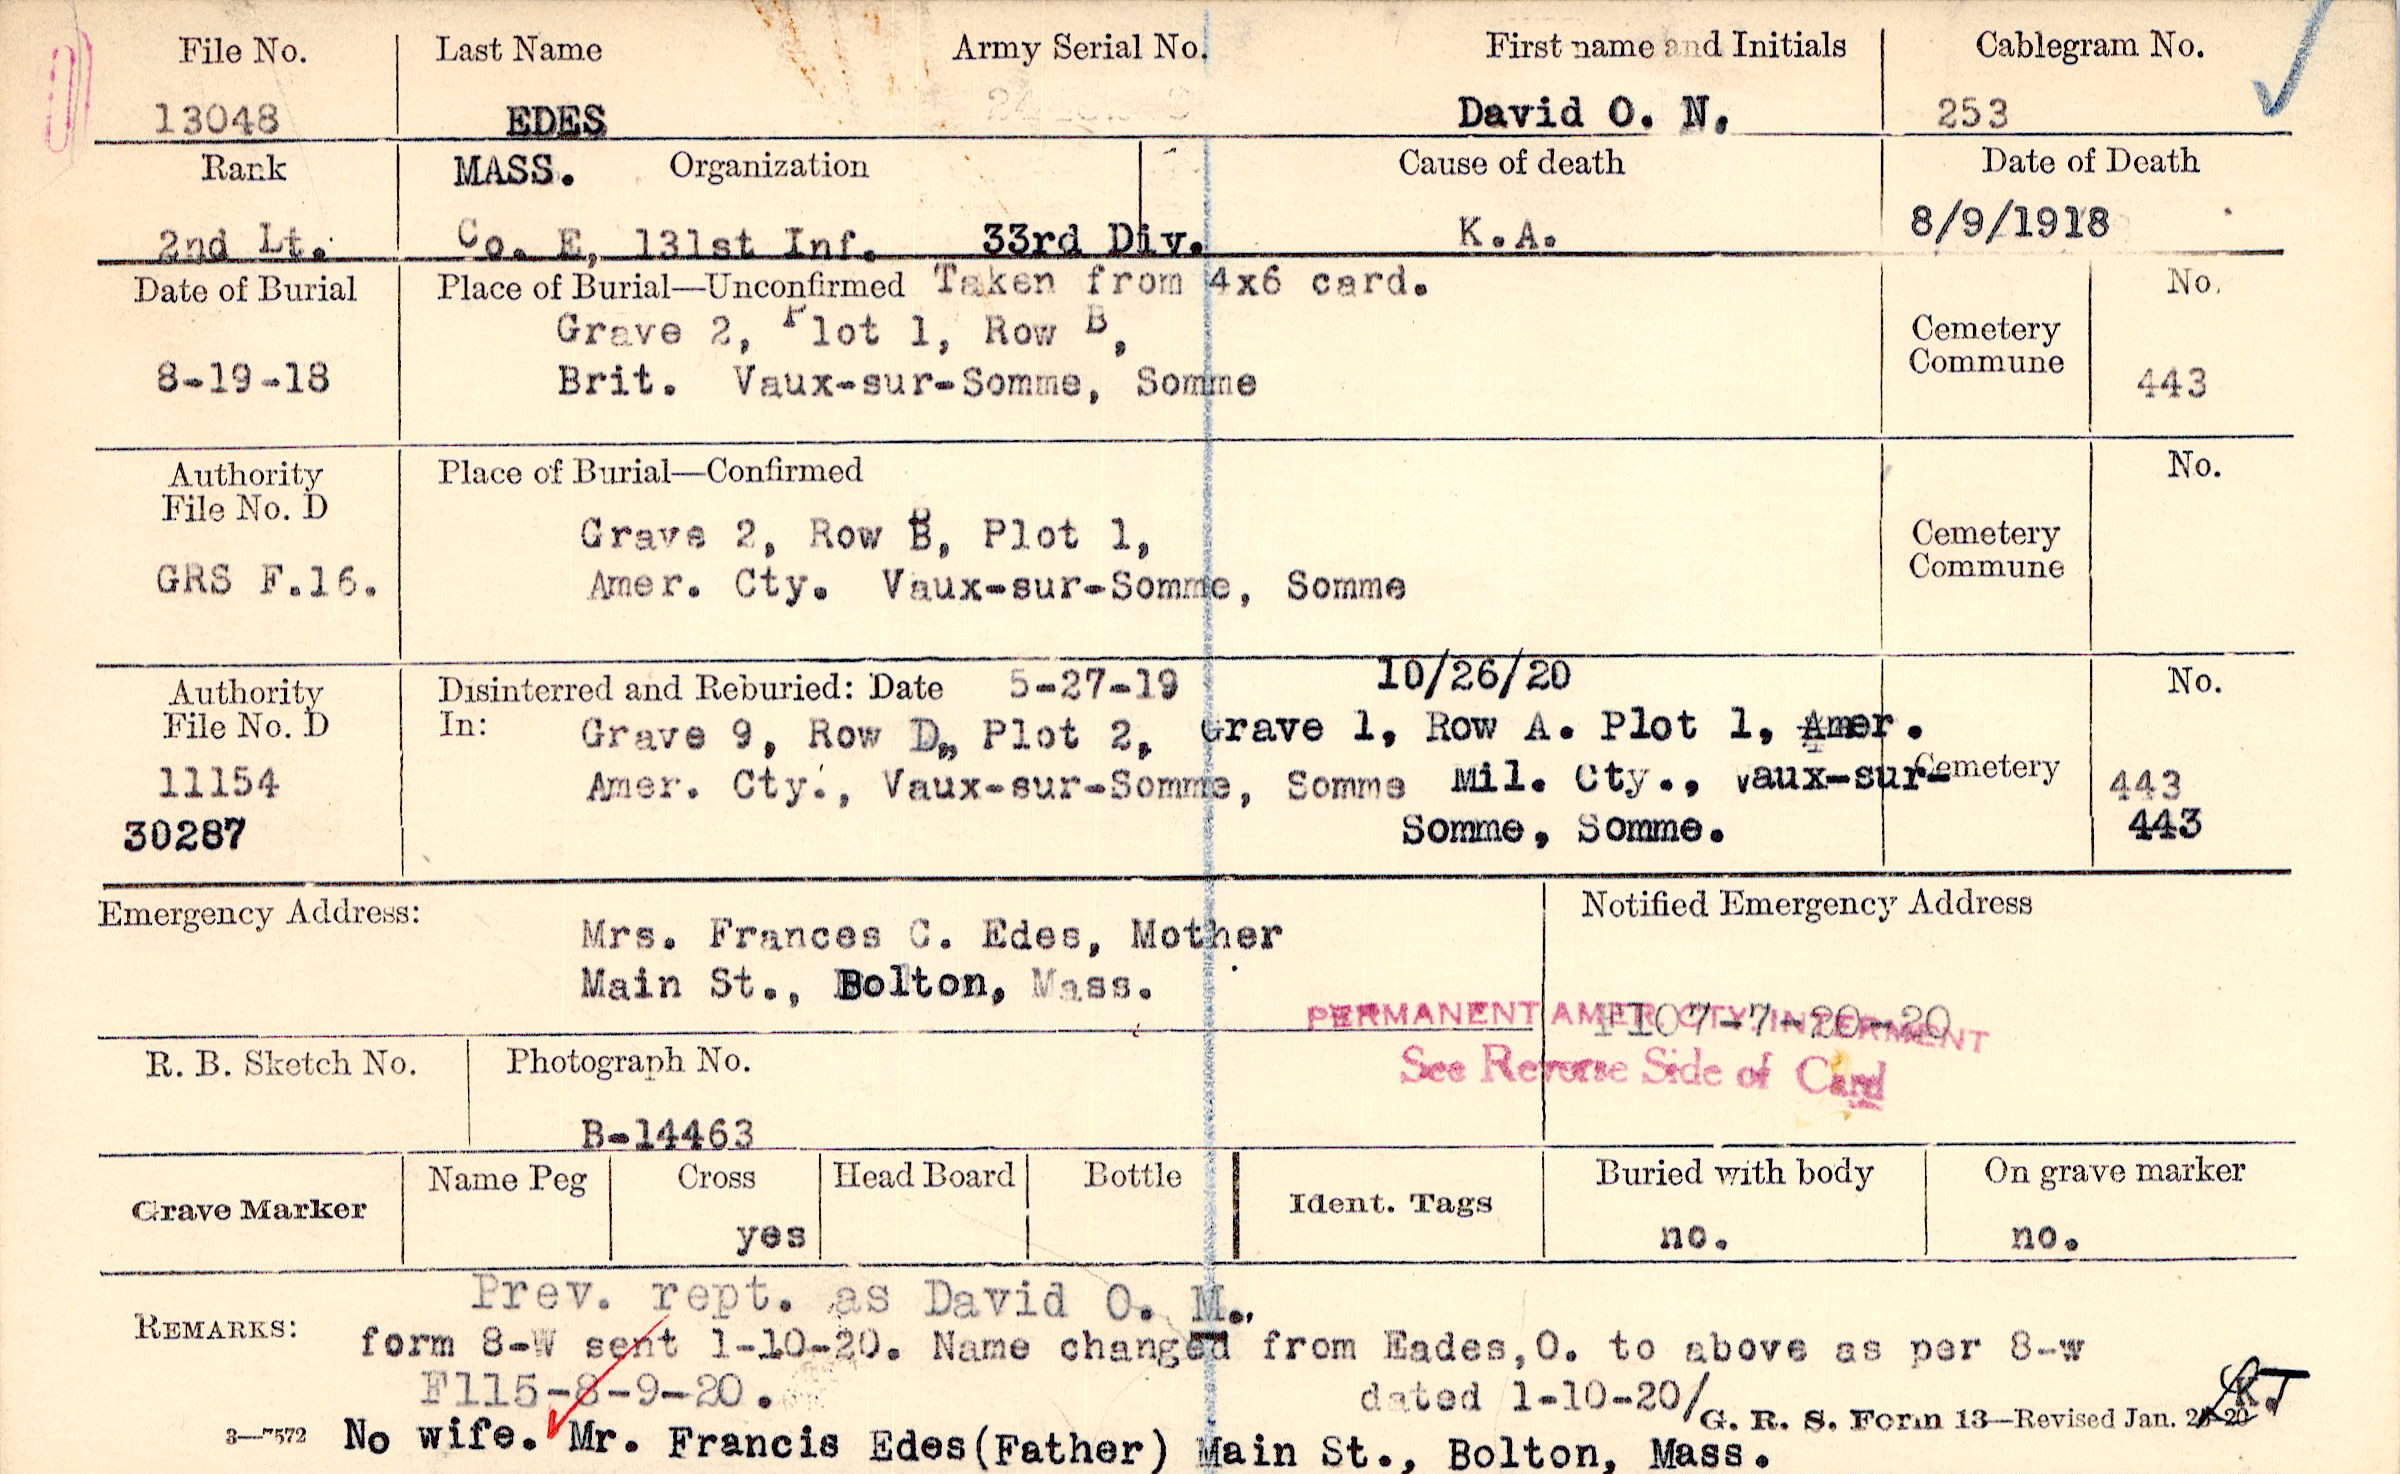 File No. Last Name Army Serial No. First name and Initials Cablegram No.
13048 EDES David O. N. 253
Rank MASS. Organization Cause of death Date of Death
2nd Lt. Co. E, 131st Inf. 33rd Div. K.A. 8/9/1918
Date of Burial Place of Burial—Unconfirmed Taken from 4x6 card. No.
Grave 2, Plot 1, Row B,
Cemetery
Commune
8-19-18 Brit. Vaux-sur-Somme, Somme 443
Authority Place of Burial—Confirmed No.
File No. D
Grave 2, Row B, Plot 1, Cemetery
GRS F.16. Amer. Cty. Vaux-sur-Somme, Somme Commune
Authority Disinterred and Reburied: Date 5-27-19 10/26/20 No.
File No. D In: Grave 9, Row D, Plot 2, Grave 1, Row A. Plot 1, Amer.
11154 Amer. Cty., Vaux-sur-Somme, Somme Mil. Cty., Vaux-sur- Cemetery 443
30287 Somme, Somme. 443
Emergency Address: Notified Emergency Address
Mrs. Frances C. Edes, Mother
Main St., Bolton, Mass.
PERMANENT AMER. CTY. INTERMENT
F107-7-20-20
See Reverse Side of Card
R. B. Sketch No. Photograph No.
B-14463
Grave Marker Name Peg Cross Head Board Bottle Ident. Tags Buried with body On grave marker
yes no. no.
Prev. rept. as David O. M.,
REMARKS: form 8-W sent 1-10-20. Name changed from Eades,O. to above as per 8-w
F115-8-9-20. dated 1-10-20/
G. R. S. Form 13—Revised Jan.
3—7572 No wife. Mr. Francis Edes(Father) Main St., Bolton, Mass.